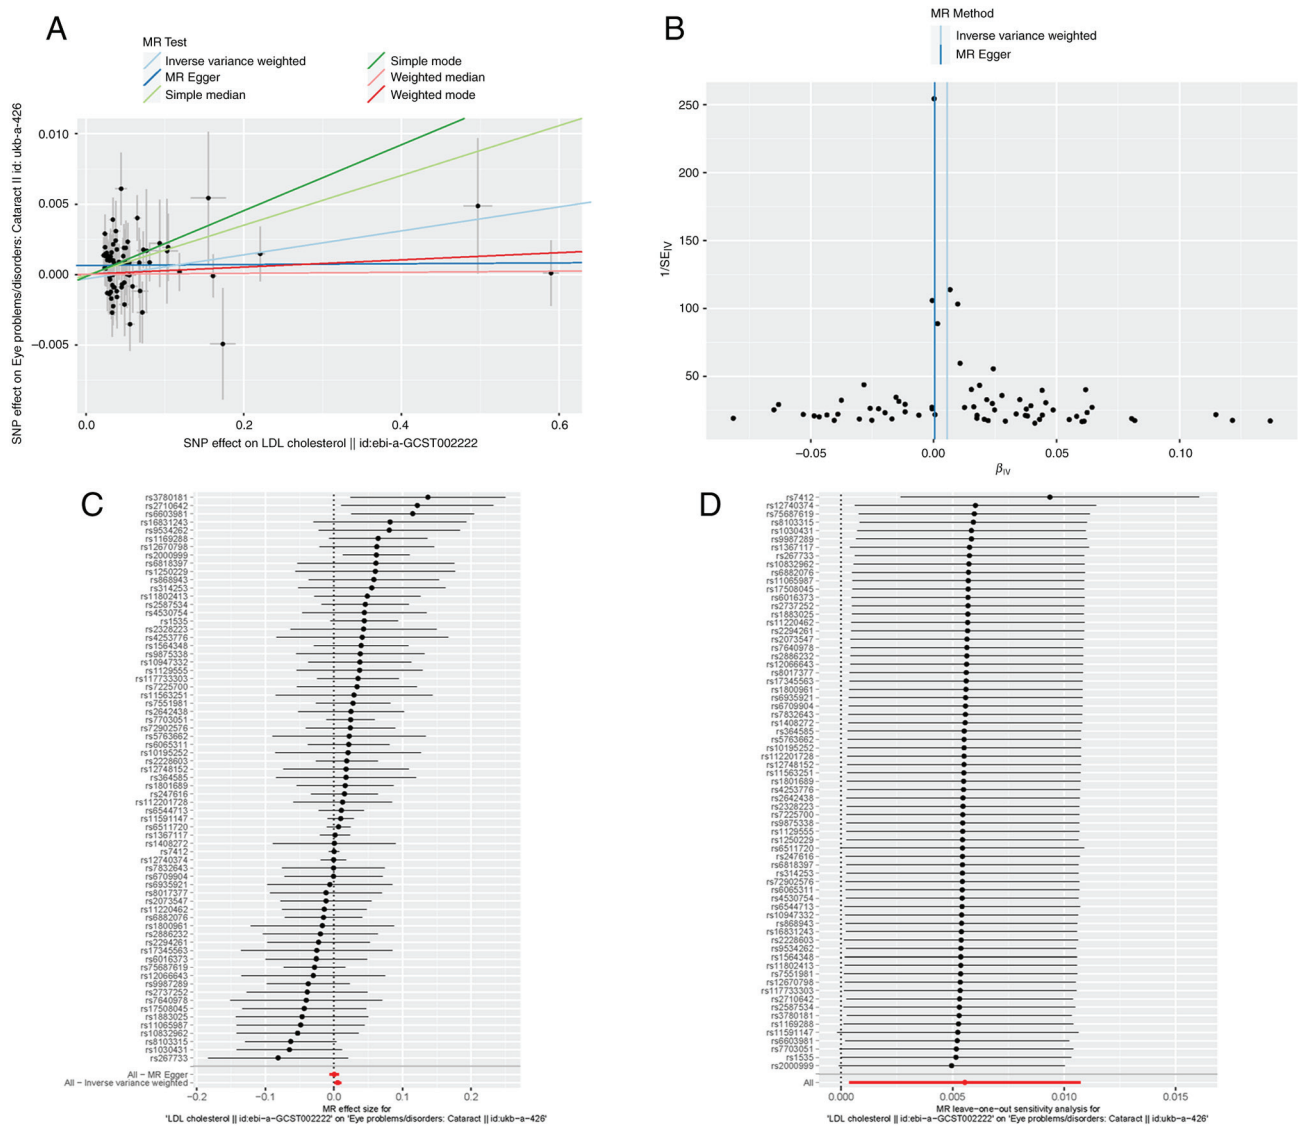 A
MR Test
Inverse variance weighted
MR Egger
Simple median
Simple mode
Weighted median
Weighted mode
SNP effect on Eye problems/disorders: Cataract II id: ukb-a-426
0.010
0.005
0.000
−0.005
0.0
0.2
0.4
0.6
SNP effect on LDL cholesterol || id:ebi-a-GCST002222
B
MR Method
Inverse variance weighted
MR Egger
1/SEIV
250
200
150
100
50
−0.05
0.00
0.05
0.10
βIV
C
rs3780181
rs2710642
rs6603981
rs16831243
rs9534262
rs1169288
rs12670798
rs2000999
rs6818397
rs1250229
rs868943
rs314253
rs11802413
rs2587534
rs4530754
rs1535
rs2328223
rs4253776
rs1564348
rs9875338
rs10947332
rs1129555
rs117733303
rs7225700
rs11563251
rs7551981
rs2642438
rs7703051
rs72902576
rs5763662
rs6065311
rs10195252
rs2228603
rs12748152
rs364585
rs1801689
rs247616
rs112201728
rs6544713
rs11591147
rs6511720
rs1367117
rs1408272
rs7412
rs12740374
rs7832643
rs6709904
rs6935921
rs8017377
rs2073547
rs11220462
rs6882076
rs1800961
rs2886232
rs2294261
rs17345563
rs6016373
rs75687619
rs12066643
rs9987289
rs2737252
rs7640978
rs17508045
rs1883025
rs11065987
rs10832962
rs8103315
rs1030431
rs267733
All − MR Egger
All − Inverse variance weighted
−0.2
−0.1
0.0
0.1
0.2
MR effect size for
'LDL cholesterol || id:ebi-a-GCST002222' on 'Eye problems/disorders: Cataract || id:ukb-a-426'
D
rs7412
rs12740374
rs75687619
rs8103315
rs1030431
rs9987289
rs1367117
rs267733
rs10832962
rs6882076
rs11065987
rs17508045
rs6016373
rs2737252
rs1883025
rs11220462
rs2294261
rs2073547
rs7640978
rs2886232
rs12066643
rs8017377
rs17345563
rs1800961
rs6935921
rs6709904
rs7832643
rs1408272
rs364585
rs5763662
rs10195252
rs112201728
rs12748152
rs11563251
rs1801689
rs4253776
rs2642438
rs2328223
rs7225700
rs9875338
rs1129555
rs1250229
rs6511720
rs247616
rs6818397
rs314253
rs72902576
rs6065311
rs4530754
rs6544713
rs10947332
rs868943
rs16831243
rs2228603
rs9534262
rs1564348
rs11802413
rs7551981
rs12670798
rs117733303
rs2710642
rs2587534
rs3780181
rs1169288
rs11591147
rs6603981
rs7703051
rs1535
rs2000999
All
0.000
0.005
0.010
0.015
MR leave−one−out sensitivity analysis for
'LDL cholesterol || id:ebi-a-GCST002222' on 'Eye problems/disorders: Cataract || id:ukb-a-426'